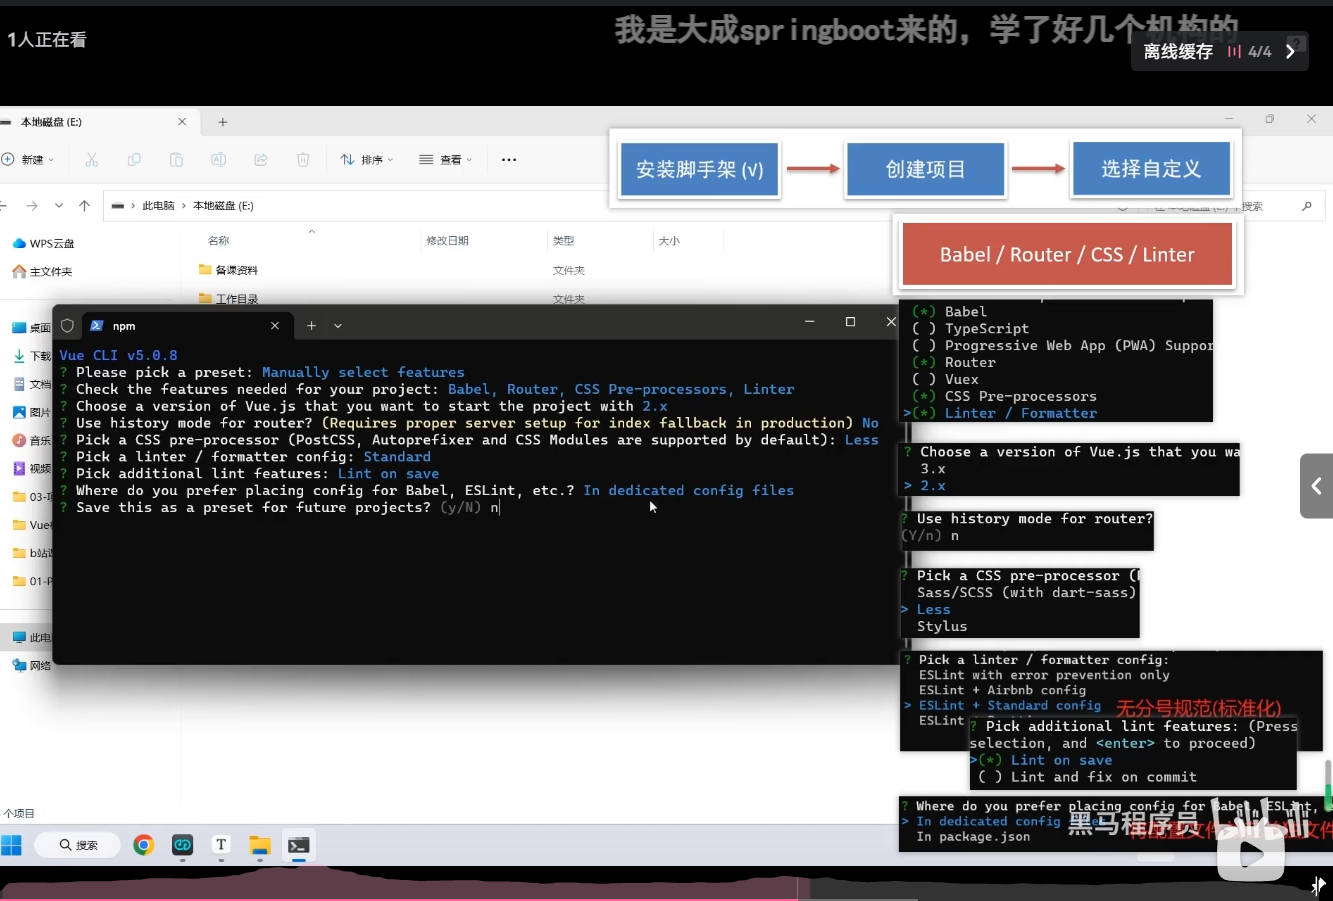 我是大成springboot来的，学了好几个机构的
1人正在看
离线缓存 4/4
本地磁盘 (E:)
新建
排序
查看
安装脚手架 (√)
创建项目
选择自定义
此电脑
本地磁盘 (E:)
名称
修改日期
类型
大小
WPS云盘
主文件夹
备课资料
文件夹
工作目录
文件夹
Babel / Router / CSS / Linter
桌面
下载
文档
图片
音乐
视频
此电
网络
npm
Vue CLI v5.0.8
? Please pick a preset: Manually select features
? Check the features needed for your project: Babel, Router, CSS Pre-processors, Linter
? Choose a version of Vue.js that you want to start the project with 2.x
? Use history mode for router? (Requires proper server setup for index fallback in production) No
? Pick a CSS pre-processor (PostCSS, Autoprefixer and CSS Modules are supported by default): Less
? Pick a linter / formatter config: Standard
? Pick additional lint features: Lint on save
? Where do you prefer placing config for Babel, ESLint, etc.? In dedicated config files
? Save this as a preset for future projects? (y/N) n
(*) Babel
( ) TypeScript
( ) Progressive Web App (PWA) Suppor
(*) Router
( ) Vuex
(*) CSS Pre-processors
>(*) Linter / Formatter
? Choose a version of Vue.js that you wa
3.x
> 2.x
? Use history mode for router?
(Y/n) n
? Pick a CSS pre-processor (
Sass/SCSS (with dart-sass)
> Less
Stylus
? Pick a linter / formatter config:
ESLint with error prevention only
ESLint + Airbnb config
> ESLint + Standard config 无分号规范(标准化)
ESLint
? Pick additional lint features: (Press
selection, and <enter> to proceed)
>(*) Lint on save
( ) Lint and fix on commit
? Where do you prefer placing config for Babel, ESLint,
> In dedicated config
In package.json
黑马程序员
个项目
搜索